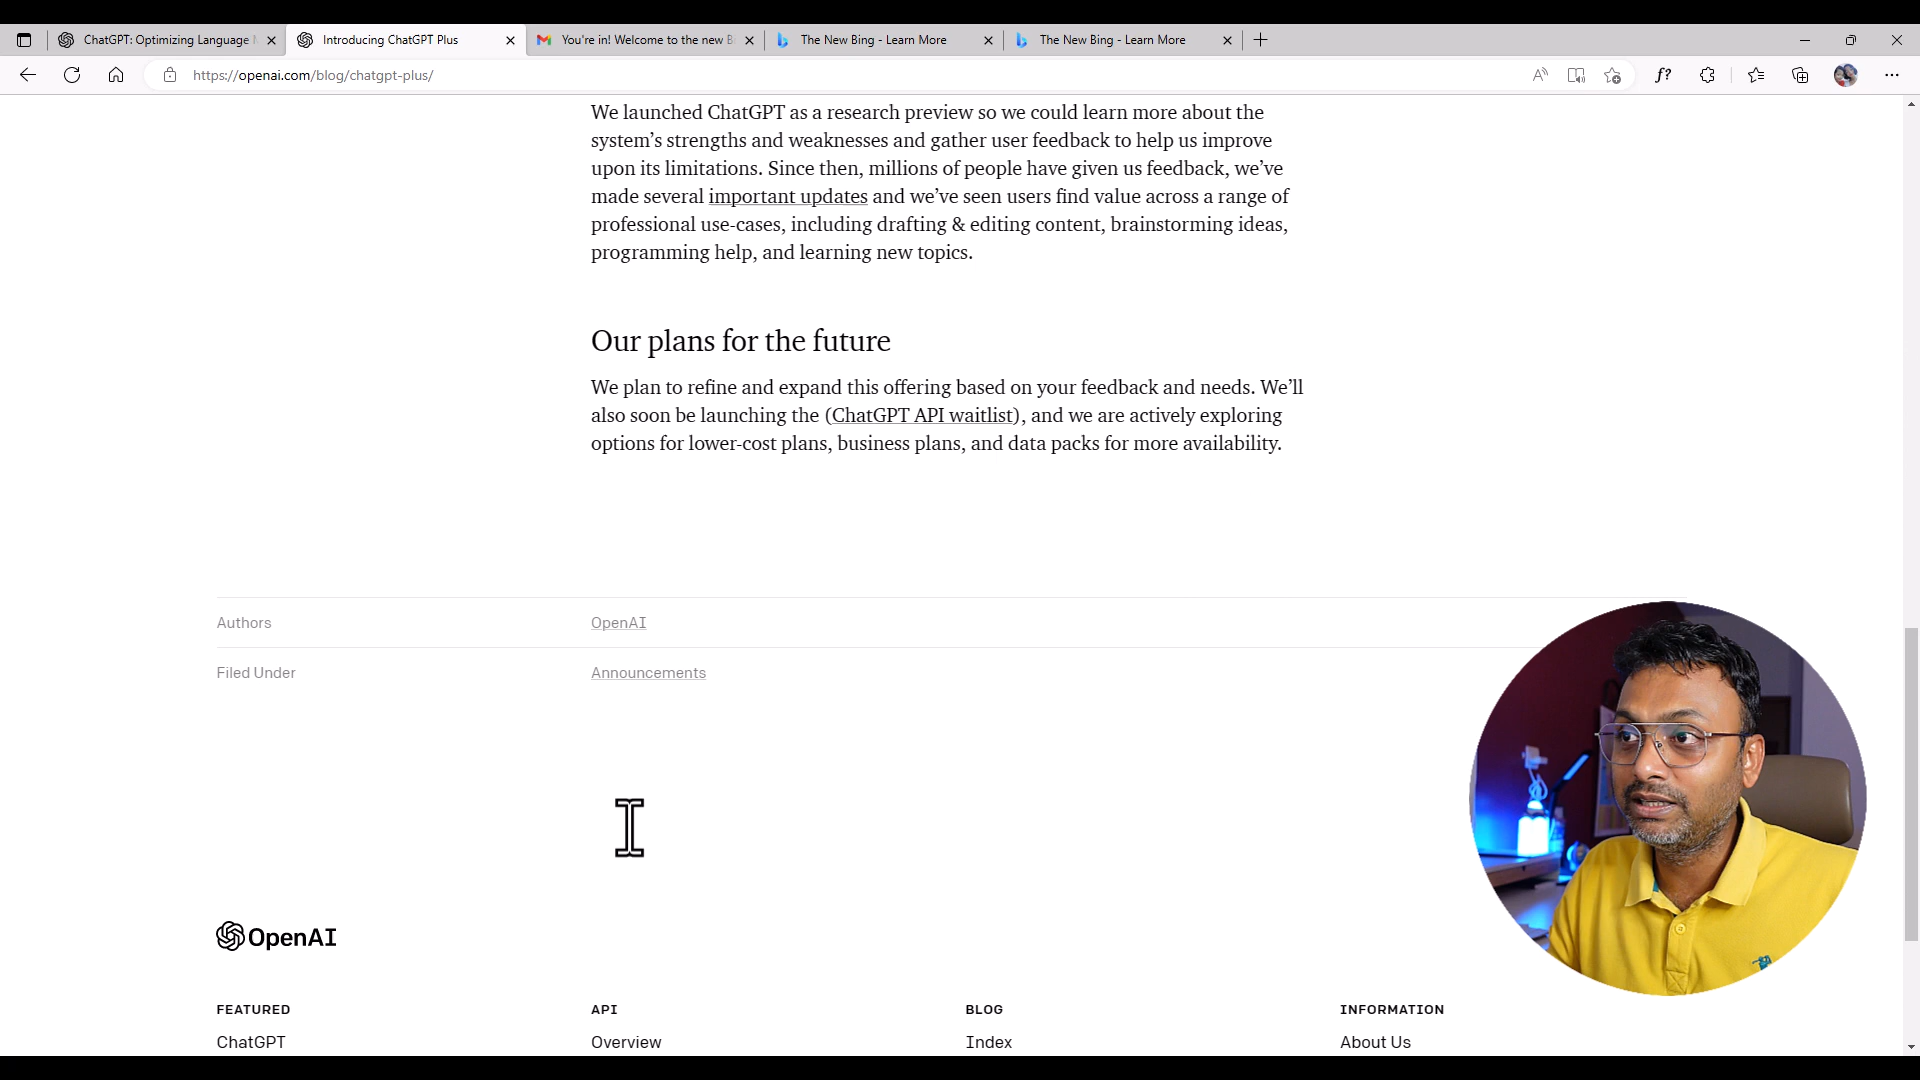 ChatGPT: Optimizing Language
Introducing ChatGPT Plus
You're in! Welcome to the new B
The New Bing - Learn More
The New Bing - Learn More
https://openai.com/blog/chatgpt-plus/
We launched ChatGPT as a research preview so we could learn more about the
system’s strengths and weaknesses and gather user feedback to help us improve
upon its limitations. Since then, millions of people have given us feedback, we’ve
made several important updates and we’ve seen users find value across a range of
professional use-cases, including drafting & editing content, brainstorming ideas,
programming help, and learning new topics.
Our plans for the future
We plan to refine and expand this offering based on your feedback and needs. We’ll
also soon be launching the (ChatGPT API waitlist), and we are actively exploring
options for lower-cost plans, business plans, and data packs for more availability.
Authors OpenAI
Filed Under Announcements
OpenAI
FEATURED API BLOG INFORMATION
ChatGPT Overview Index About Us